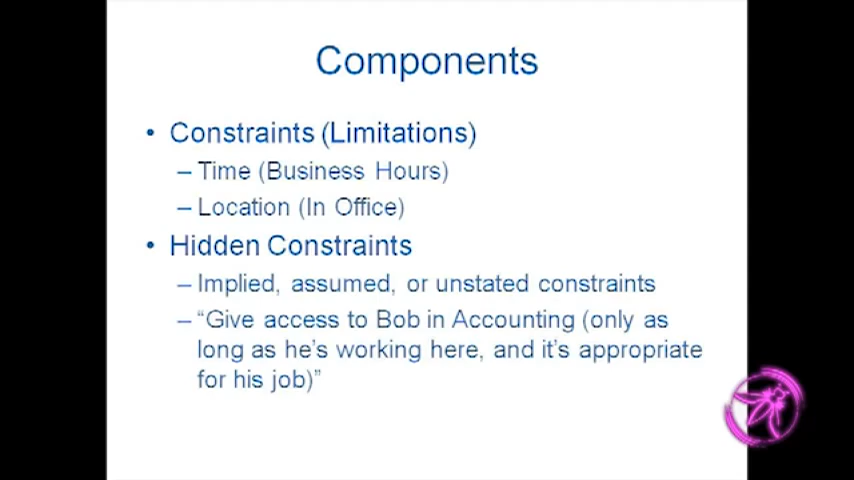 Components
• Constraints (Limitations)
– Time (Business Hours)
– Location (In Office)
• Hidden Constraints
– Implied, assumed, or unstated constraints
– “Give access to Bob in Accounting (only as
long as he’s working here, and it’s appropriate
for his job)”